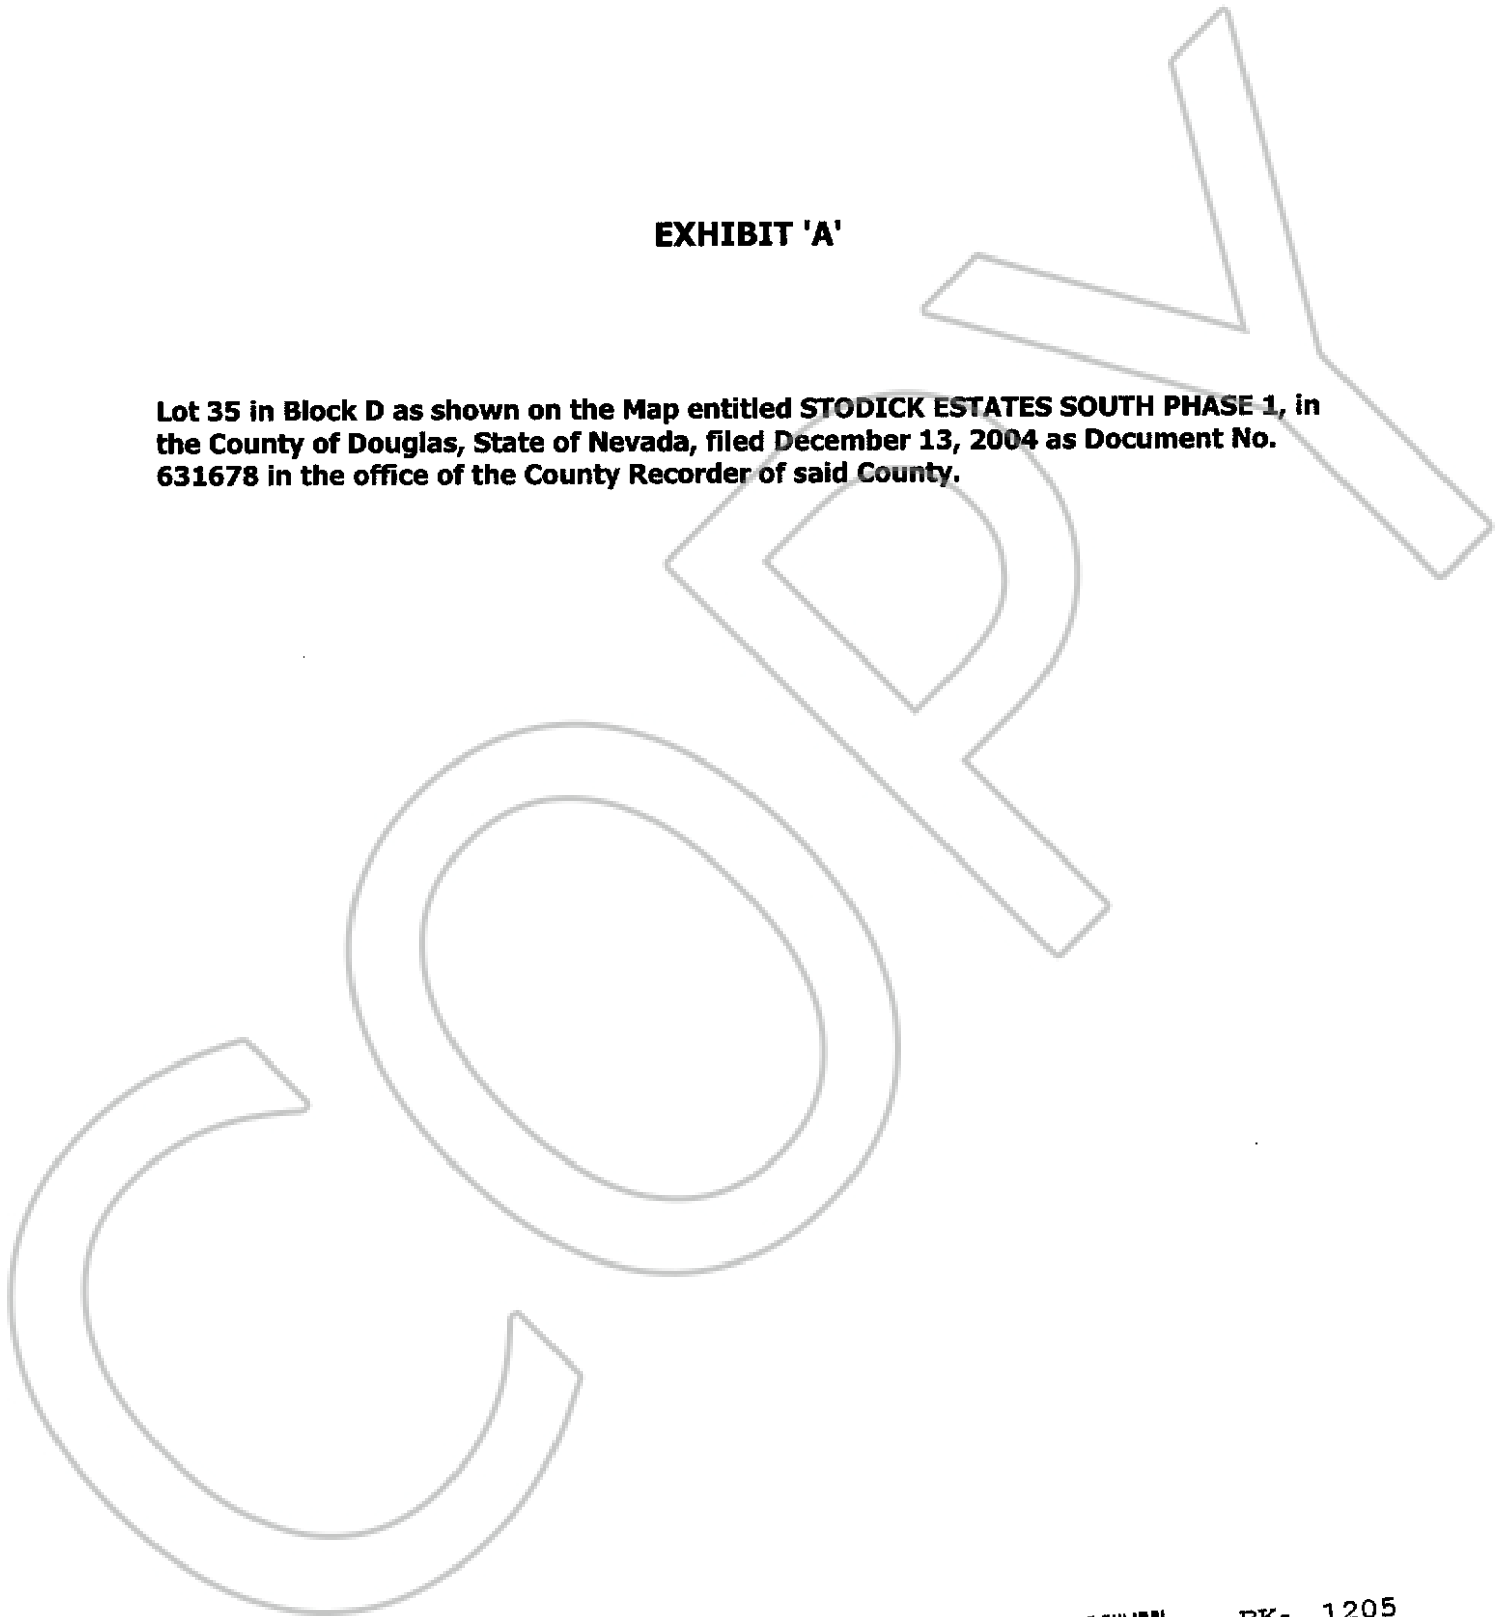 EXHIBIT 'A'
Lot 35 in Block D as shown on the Map entitled STODICK ESTATES SOUTH PHASE 1, in
the County of Douglas, State of Nevada, filed December 13, 2004 as Document No.
631678 in the office of the County Recorder of said County.
COPY
BK- 1205